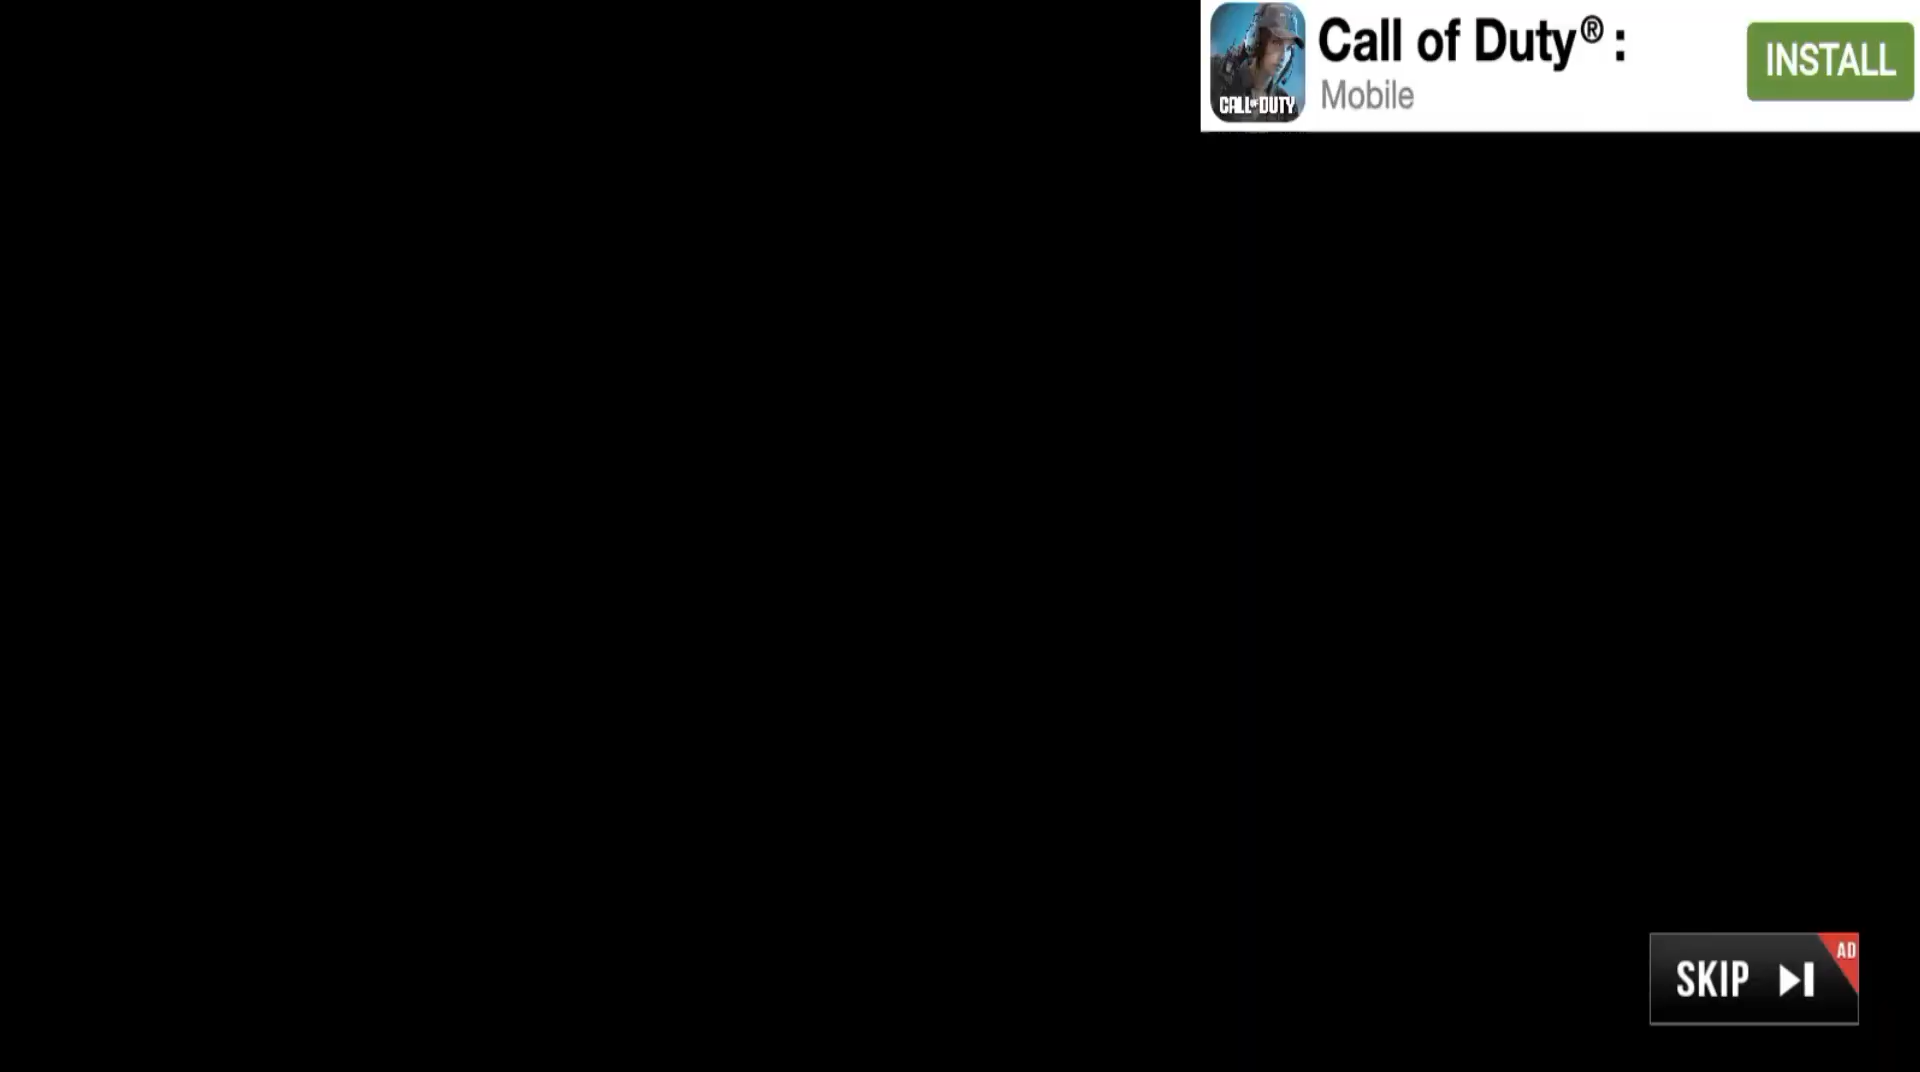 Call of Duty® :
Mobile
INSTALL
CALL OF DUTY
AD
SKIP